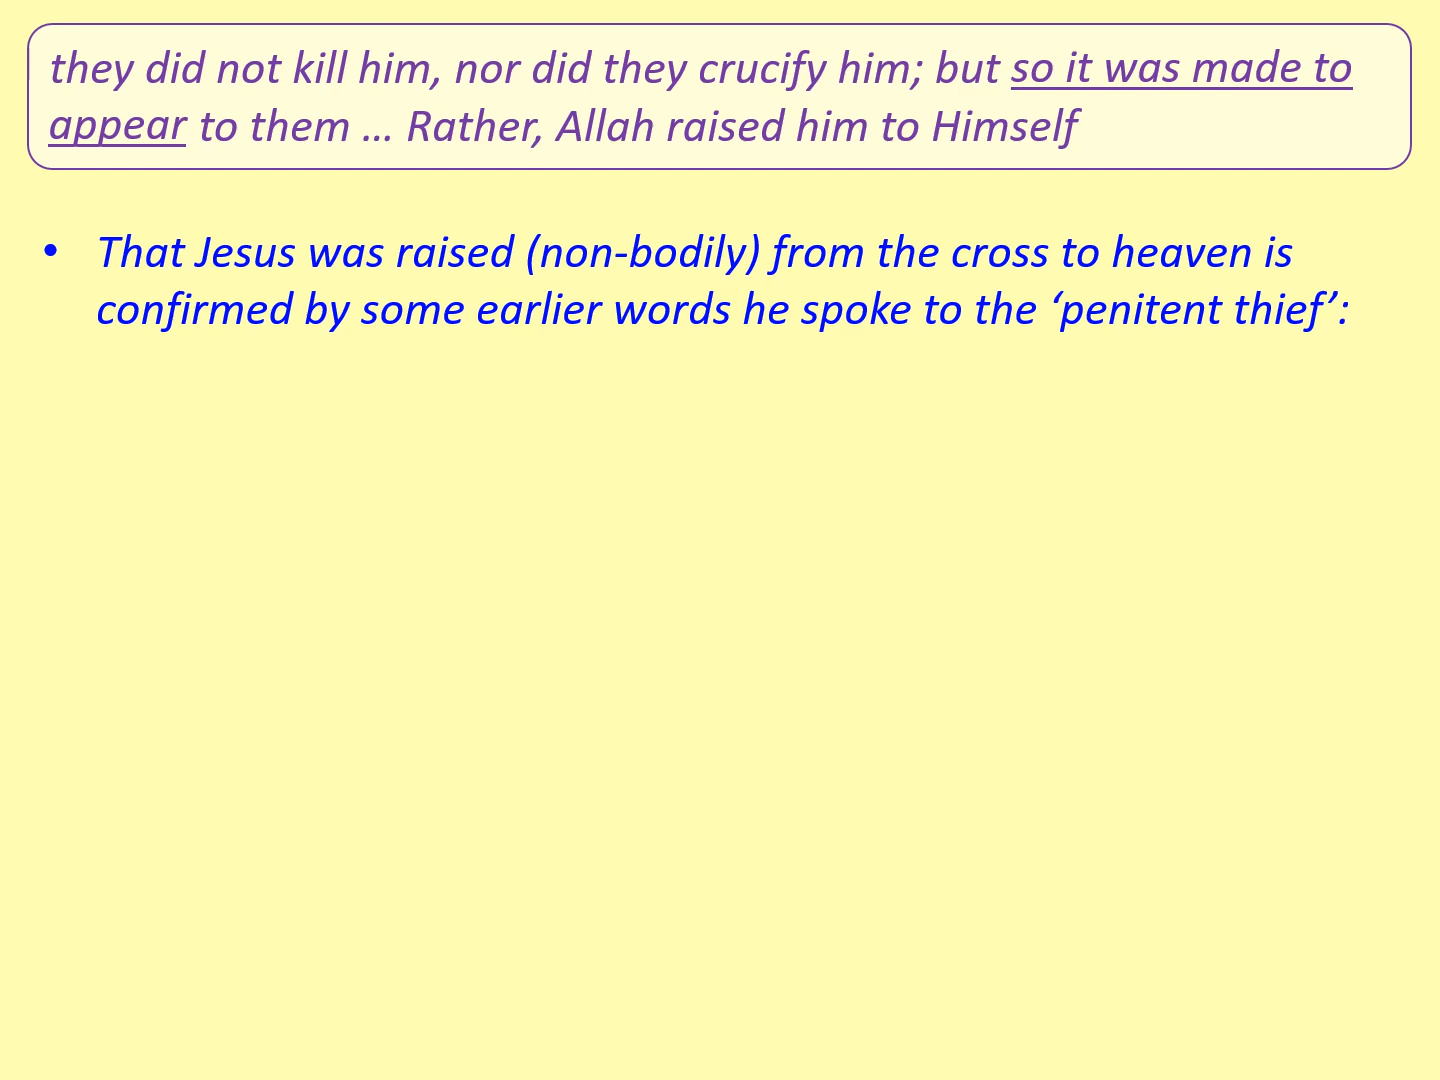 they did not kill him, nor did they crucify him; but so it was made to
appear to them … Rather, Allah raised him to Himself
• That Jesus was raised (non-bodily) from the cross to heaven is
confirmed by some earlier words he spoke to the ‘penitent thief’: